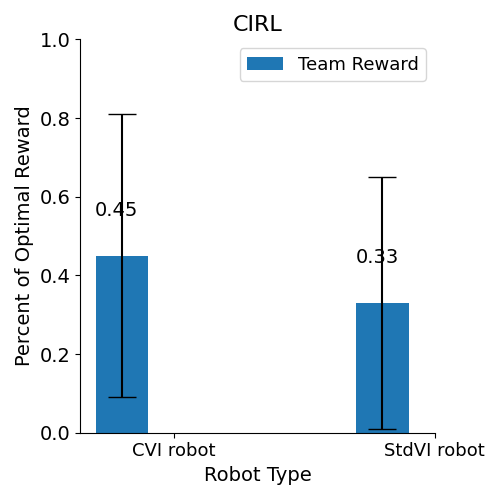 CIRL
Team Reward
Percent of Optimal Reward
1.0
0.8
0.6
0.4
0.2
0.0
0.45
0.33
CVI robot
StdVI robot
Robot Type